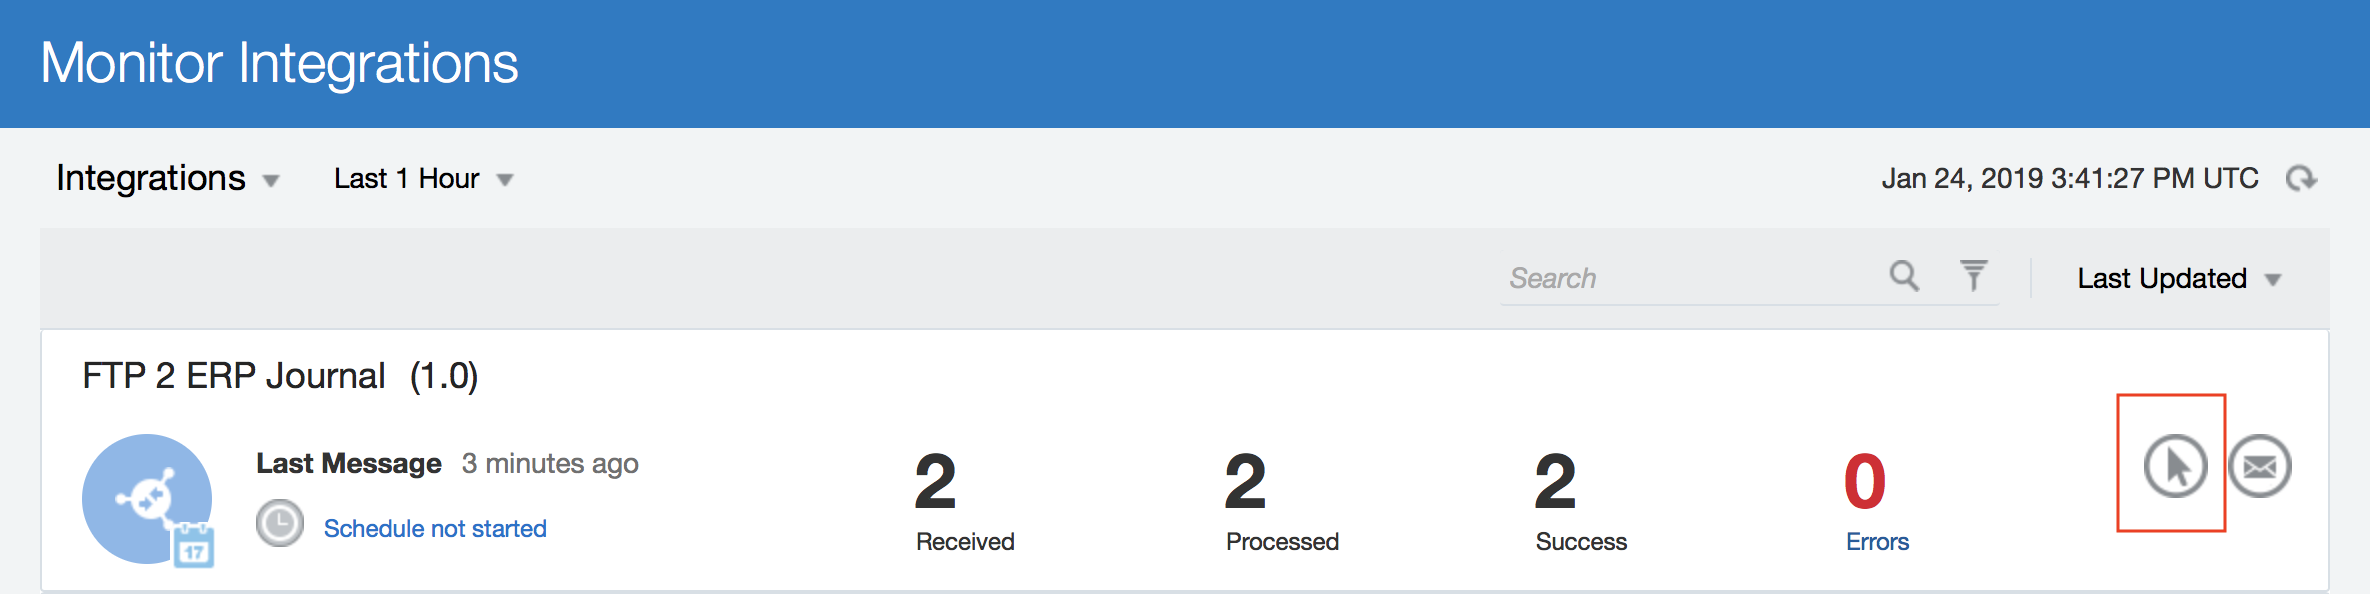 Monitor Integrations
Integrations Last 1 Hour Jan 24, 2019 3:41:27 PM UTC
Search Last Updated
FTP 2 ERP Journal (1.0)
Last Message 3 minutes ago
17 Schedule not started
2 2 2 0
Received Processed Success Errors